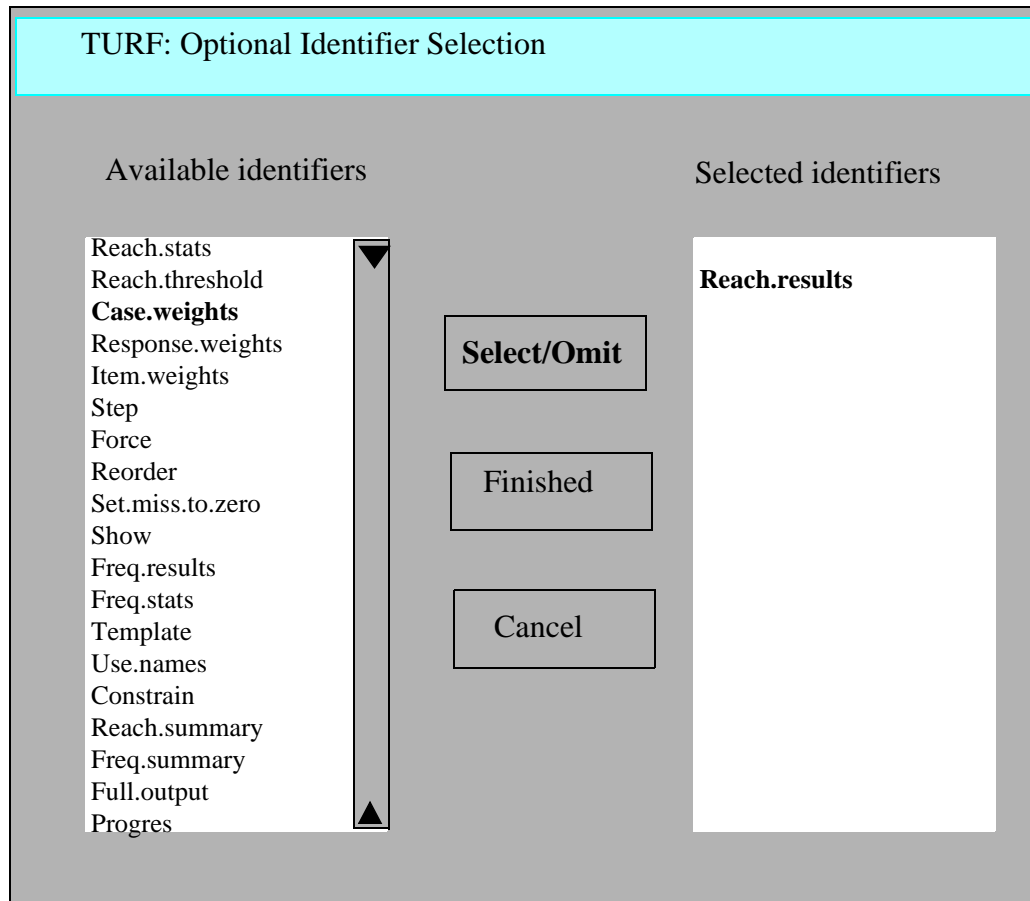 TURF: Optional Identifier Selection
Available identifiers
Selected identifiers
Reach.stats
Reach.threshold
Case.weights
Response.weights
Item.weights
Step
Force
Reorder
Set.miss.to.zero
Show
Freq.results
Freq.stats
Template
Use.names
Constrain
Reach.summary
Freq.summary
Full.output
Progres
Select/Omit
Finished
Cancel
Reach.results